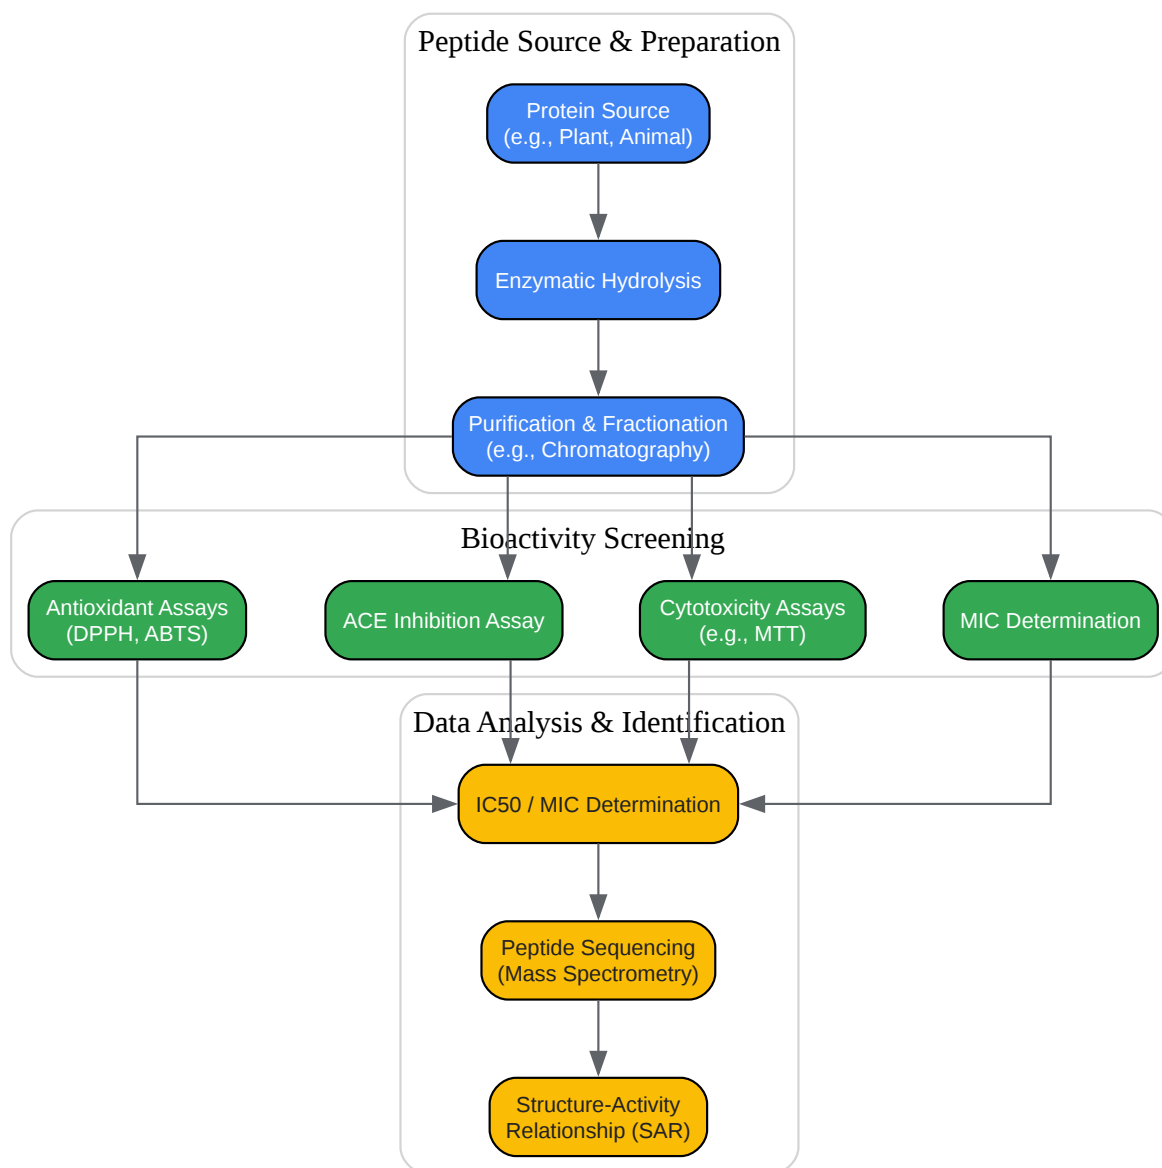 Peptide Source & Preparation
Protein Source
(e.g., Plant, Animal)
Enzymatic Hydrolysis
Purification & Fractionation
(e.g., Chromatography)
Bioactivity Screening
Antioxidant Assays
(DPPH, ABTS)
ACE Inhibition Assay
Cytotoxicity Assays
(e.g., MTT)
MIC Determination
Data Analysis & Identification
IC50 / MIC Determination
Peptide Sequencing
(Mass Spectrometry)
Structure-Activity
Relationship (SAR)